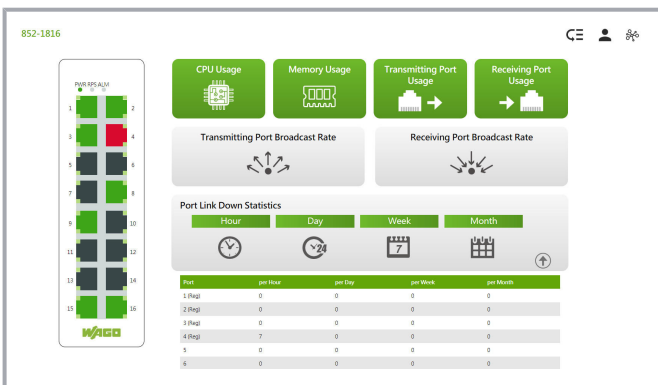 852-1816
PWR RPS ALM
1 2
3 4
5 6
7 8
9 10
11 12
13 14
15 16
WAGO
CPU Usage
Memory Usage
Transmitting Port
Usage
Receiving Port
Usage
Transmitting Port Broadcast Rate
Receiving Port Broadcast Rate
Port Link Down Statistics
Hour Day Week Month
24
7
Port per Hour per Day per Week per Month
1 (Reg) 0 0 0 0
2 (Reg) 0 0 0 0
3 (Reg) 0 0 0 0
4 (Reg) 7 0 0 0
5 0 0 0 0
6 0 0 0 0